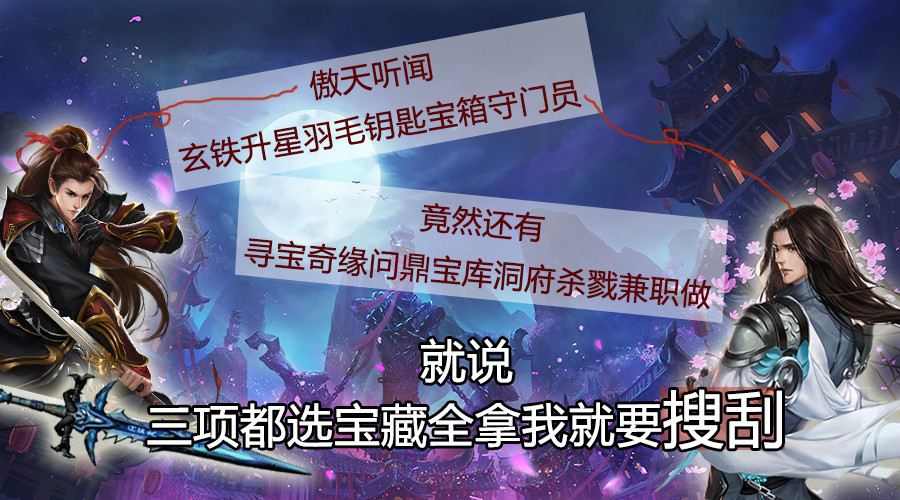 傲天听闻
玄铁升星羽毛钥匙宝箱守门员
竟然还有
寻宝奇缘问鼎宝库洞府杀戮兼职做
就说
三项都选宝藏全拿我就要搜刮